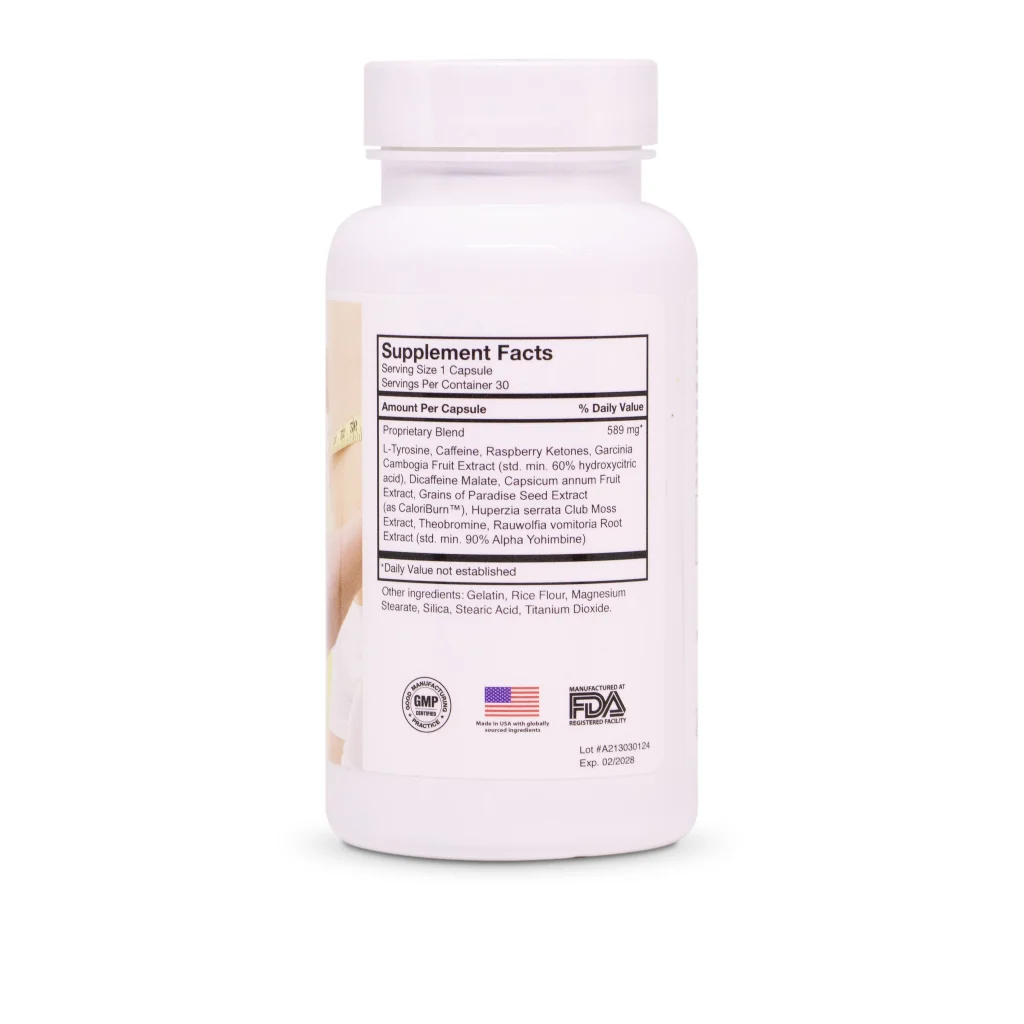 Supplement Facts
Serving Size 1 Capsule
Servings Per Container 30
Amount Per Capsule % Daily Value
Proprietary Blend 589 mg*
L-Tyrosine, Caffeine, Raspberry Ketones, Garcinia
Cambogia Fruit Extract (std. min. 60% hydroxycitric
acid), Dicaffeine Malate, Capsicum annum Fruit
Extract, Grains of Paradise Seed Extract
(as CaloriBurn™), Huperzia serrata Club Moss
Extract, Theobromine, Rauwolfia vomitoria Root
Extract (std. min. 90% Alpha Yohimbine)
*Daily Value not established
Other ingredients: Gelatin, Rice Flour, Magnesium
Stearate, Silica, Stearic Acid, Titanium Dioxide.
GOOD MANUFACTURING
GMP
CERTIFIED
PRACTICE
Made in USA with globally
sourced ingredients
MANUFACTURED AT
FDA
REGISTERED FACILITY
Lot #A213030124
Exp. 02/2028